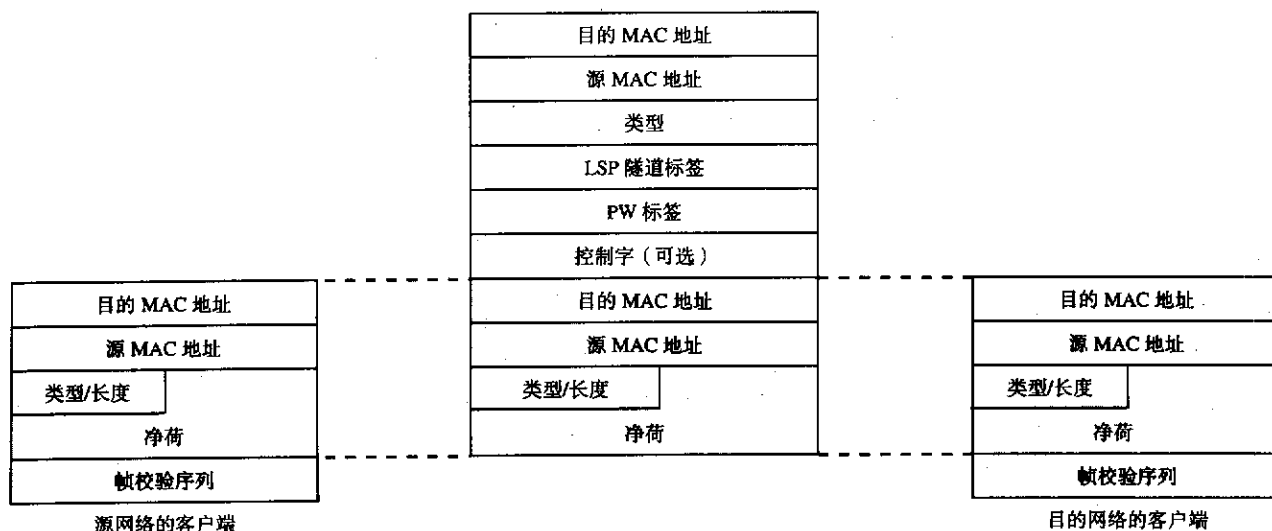 目的 MAC 地址
源 MAC 地址
类型
LSP 隧道标签
PW 标签
控制字（可选）
目的 MAC 地址
源 MAC 地址
类型/长度
净荷
目的 MAC 地址
源 MAC 地址
类型/长度
净荷
帧校验序列
源网络的客户端
目的 MAC 地址
源 MAC 地址
类型/长度
净荷
帧校验序列
目的网络的客户端